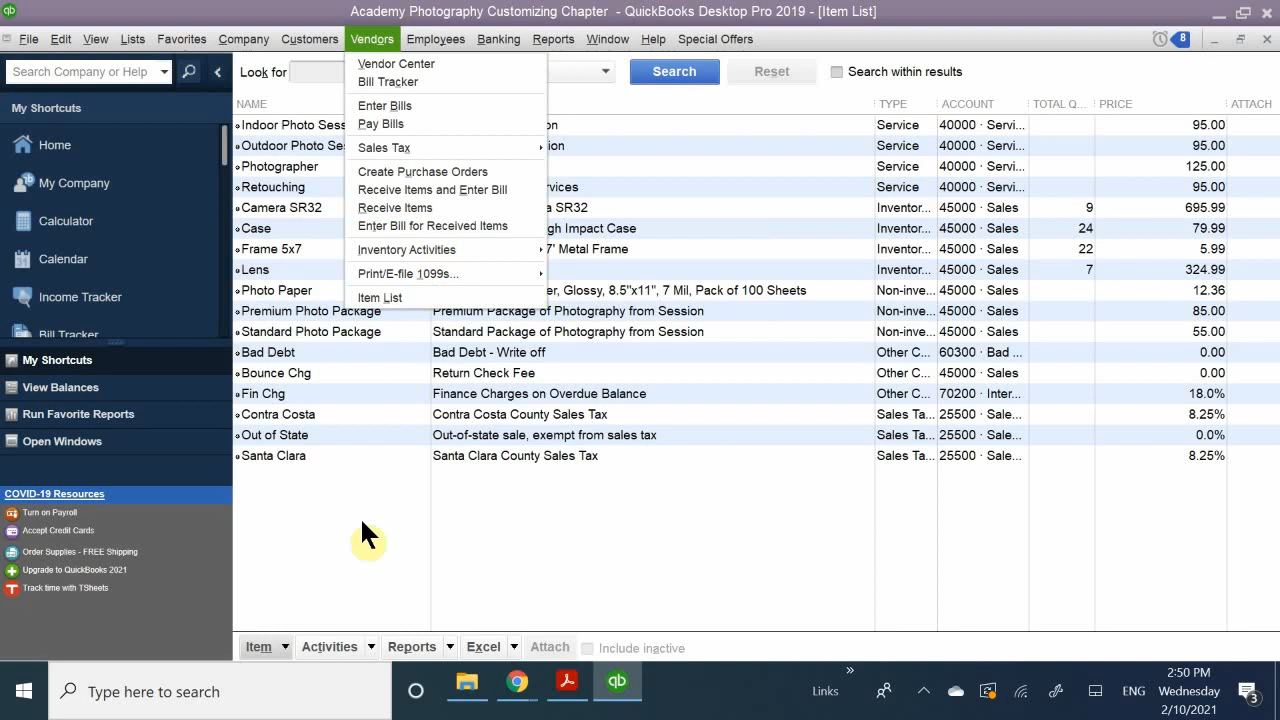 Academy Photography Customizing Chapter - QuickBooks Desktop Pro 2019 - [Item List]
File Edit View Lists Favorites Company Customers Vendors Employees Banking Reports Window Help Special Offers 8
Search Company or Help
Look for
Search Reset Search within results
My Shortcuts
Home
My Company
Calculator
Calendar
Income Tracker
Bill Tracker
My Shortcuts
View Balances
Run Favorite Reports
Open Windows
COVID-19 Resources
Turn on Payroll
Accept Credit Cards
Order Supplies - FREE Shipping
Upgrade to QuickBooks 2021
Track time with TSheets
Vendor Center
Bill Tracker
Enter Bills
Pay Bills
Sales Tax
Create Purchase Orders
Receive Items and Enter Bill
Receive Items
Enter Bill for Received Items
Inventory Activities
Print/E-file 1099s...
Item List
NAME TYPE ACCOUNT TOTAL Q... PRICE ATTACH
Indoor Photo Sess on Service 40000 · Servi... 95.00
Outdoor Photo Se ion Service 40000 · Servi... 95.00
Photographer Service 40000 · Servi... 125.00
Retouching vices Service 40000 · Servi... 95.00
Camera SR32 SR32 Inventor... 45000 · Sales 9 695.99
Case gh Impact Case Inventor... 45000 · Sales 24 79.99
Frame 5x7 7' Metal Frame Inventor... 45000 · Sales 22 5.99
Lens Inventor... 45000 · Sales 7 324.99
Photo Paper er, Glossy, 8.5"x11", 7 Mil, Pack of 100 Sheets Non-inve... 45000 · Sales 12.36
Premium Photo Package Premium Package of Photography from Session Non-inve... 45000 · Sales 85.00
Standard Photo Package Standard Package of Photography from Session Non-inve... 45000 · Sales 55.00
Bad Debt Bad Debt - Write off Other C... 60300 · Bad ... 0.00
Bounce Chg Return Check Fee Other C... 45000 · Sales 0.00
Fin Chg Finance Charges on Overdue Balance Other C... 70200 · Inter... 18.0%
Contra Costa Contra Costa County Sales Tax Sales Ta... 25500 · Sale... 8.25%
Out of State Out-of-state sale, exempt from sales tax Sales Ta... 25500 · Sale... 0.0%
Santa Clara Santa Clara County Sales Tax Sales Ta... 25500 · Sale... 8.25%
Item Activities Reports Excel Attach Include inactive
Type here to search
Links
ENG
2:50 PM
Wednesday
2/10/2021
3